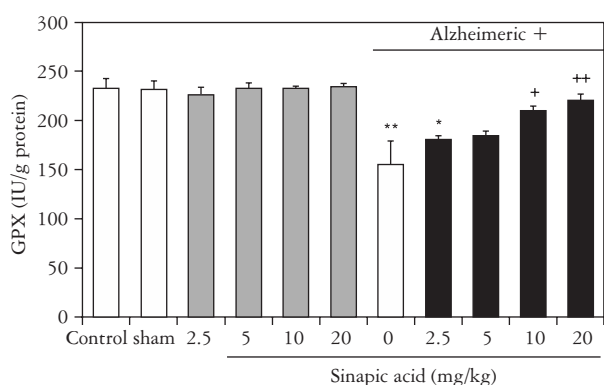 Alzheimeric +
300
250
200
150
100
50
0
GPX (IU/g protein)
** * + ++
Control sham 2.5 5 10 20 0 2.5 5 10 20
Sinapic acid (mg/kg)